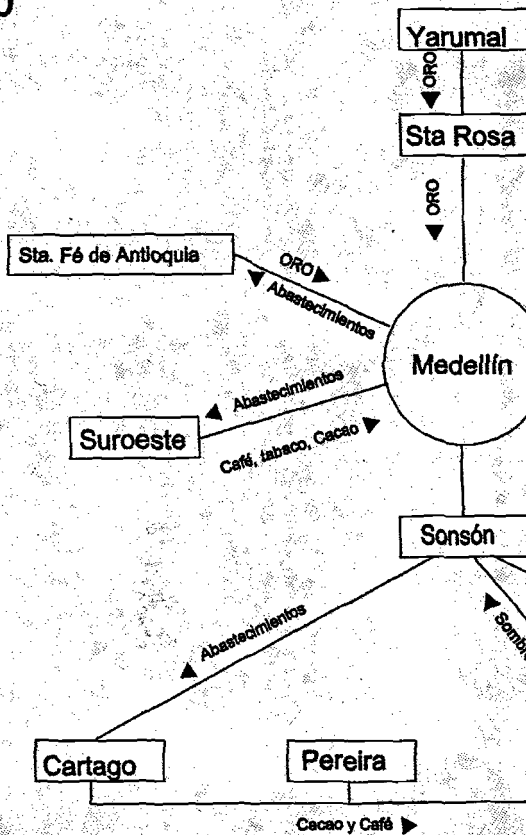 Yarumal
ORO
Sta Rosa
ORO
Sta. Fé de Antioquia
ORO
Abastecimientos
Medellín
Abastecimientos
Suroeste
Café, tabaco, Cacao
Sonsón
Abastecimientos
Cartago
Pereira
Cacao y Café